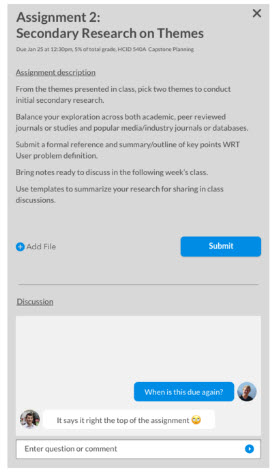 Assignment 2:
Secondary Research on Themes
Due Jan 25 at 12:30pm, 5% of total grade, HCID 540A Capstone Planning
Assignment description
From the themes presented in class, pick two themes to conduct
initial secondary research.
Balance your exploration across both academic, peer reviewed
journals or studies and popular media/industry journals or databases.
Submit a formal reference and summary/outline of key points WRT
User problem definition.
Bring notes ready to discuss in the following week's class.
Use templates to summarize your research for sharing in class
discussions.
Add File
Submit
Discussion
When is this due again?
It says it right the top of the assignment 🙄
Enter question or comment